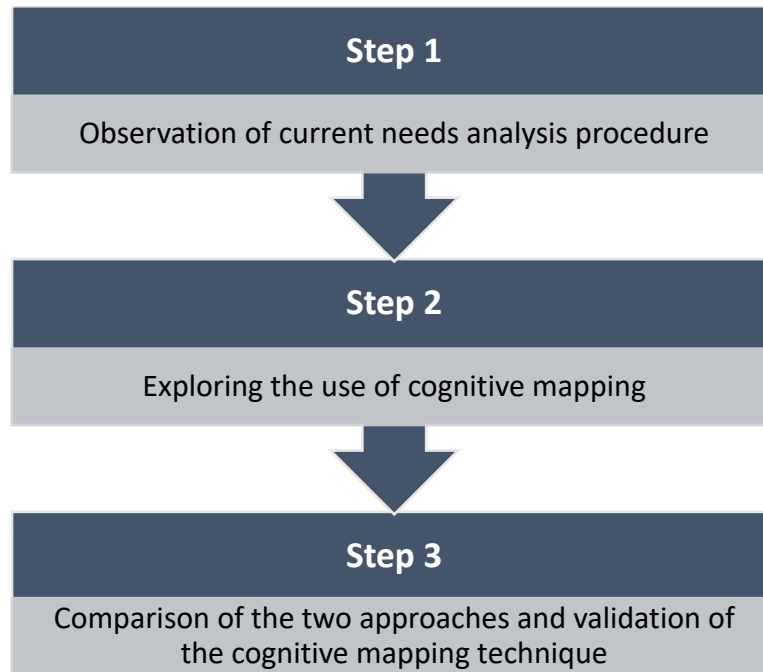 Step 1
Observation of current needs analysis procedure
Step 2
Exploring the use of cognitive mapping
Step 3
Comparison of the two approaches and validation of
the cognitive mapping technique